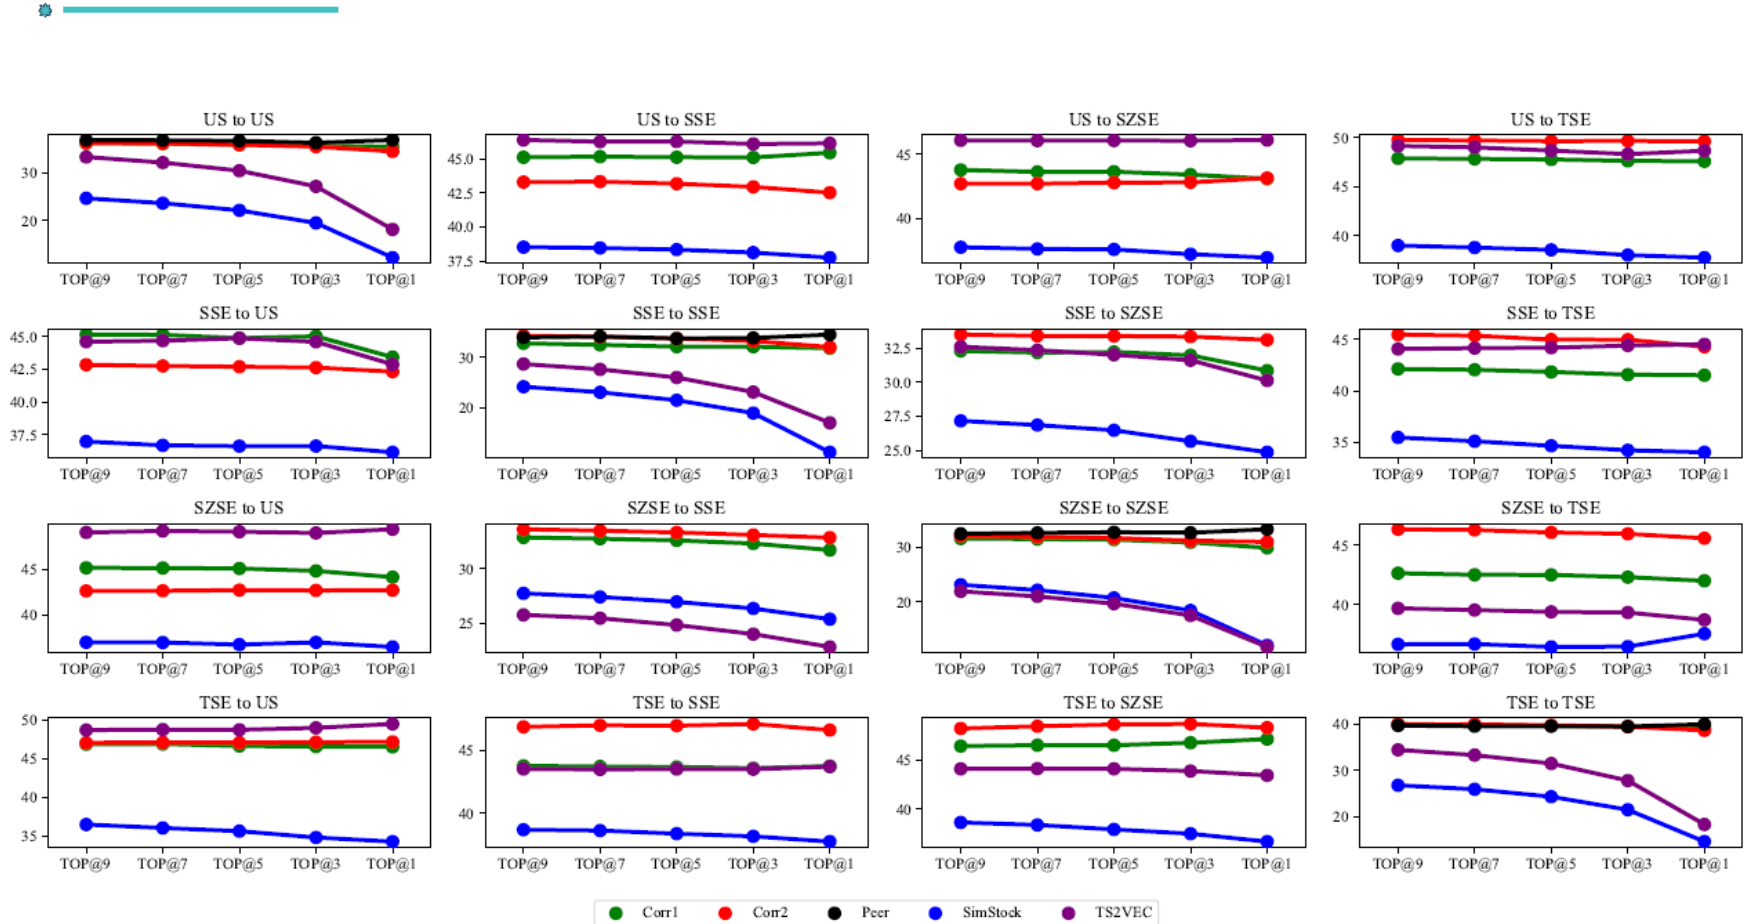 US to US
30
20
TOP@9 TOP@7 TOP@5 TOP@3 TOP@1
US to SSE
45.0
42.5
40.0
37.5
TOP@9 TOP@7 TOP@5 TOP@3 TOP@1
US to SZSE
45
40
TOP@9 TOP@7 TOP@5 TOP@3 TOP@1
US to TSE
50
45
40
TOP@9 TOP@7 TOP@5 TOP@3 TOP@1
SSE to US
45.0
42.5
40.0
37.5
TOP@9 TOP@7 TOP@5 TOP@3 TOP@1
SSE to SSE
30
20
TOP@9 TOP@7 TOP@5 TOP@3 TOP@1
SSE to SZSE
32.5
30.0
27.5
25.0
TOP@9 TOP@7 TOP@5 TOP@3 TOP@1
SSE to TSE
45
40
35
TOP@9 TOP@7 TOP@5 TOP@3 TOP@1
SZSE to US
45
40
TOP@9 TOP@7 TOP@5 TOP@3 TOP@1
SZSE to SSE
30
25
TOP@9 TOP@7 TOP@5 TOP@3 TOP@1
SZSE to SZSE
30
20
TOP@9 TOP@7 TOP@5 TOP@3 TOP@1
SZSE to TSE
45
40
TOP@9 TOP@7 TOP@5 TOP@3 TOP@1
TSE to US
50
45
40
35
TOP@9 TOP@7 TOP@5 TOP@3 TOP@1
TSE to SSE
45
40
TOP@9 TOP@7 TOP@5 TOP@3 TOP@1
TSE to SZSE
45
40
TOP@9 TOP@7 TOP@5 TOP@3 TOP@1
TSE to TSE
40
30
20
TOP@9 TOP@7 TOP@5 TOP@3 TOP@1
Corr1 Corr2 Peer SimStock TS2VEC